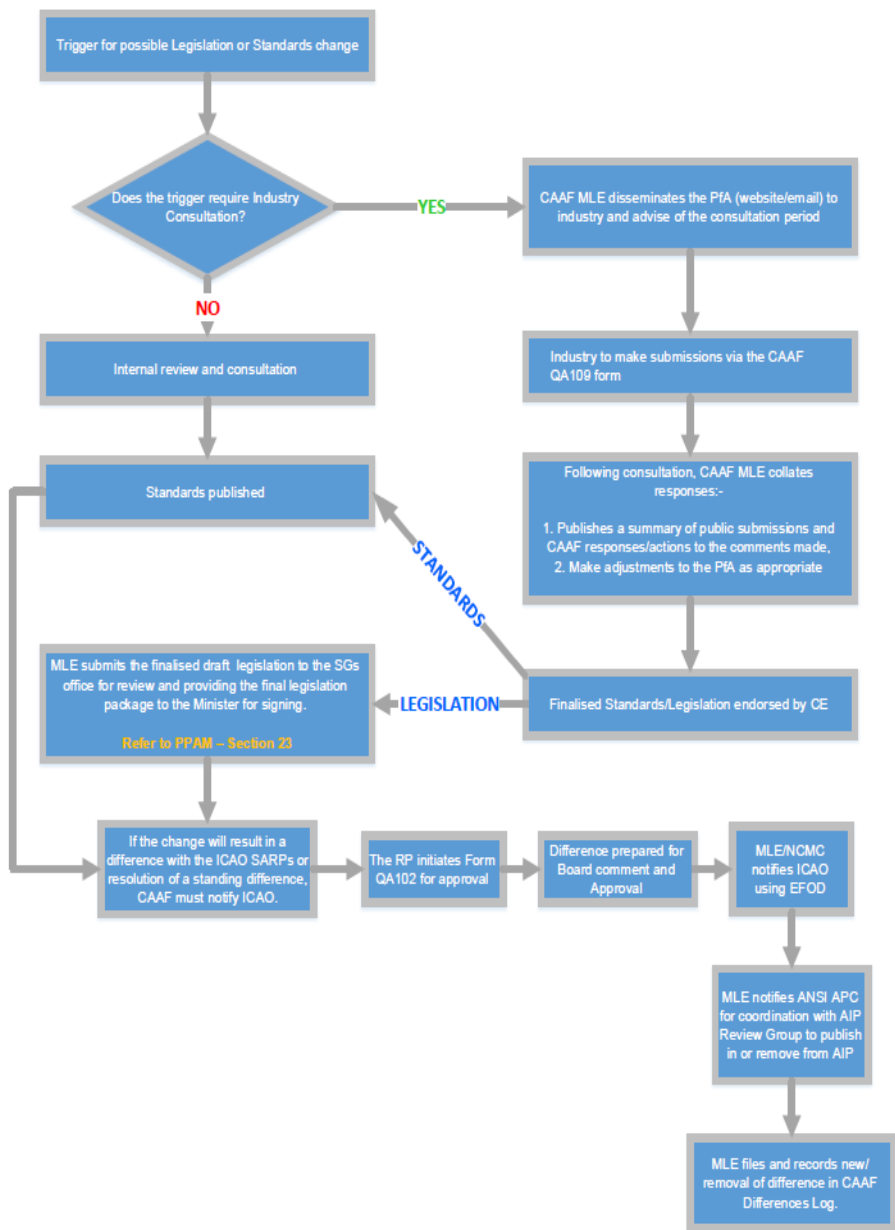 Trigger for possible Legislation or Standards change
Does the trigger require Industry
Consultation?
YES
CAAF MLE disseminates the PfA (website/email) to
industry and advise of the consultation period
NO
Internal review and consultation
Industry to make submissions via the CAAF
QA109 form
Standards published
Following consultation, CAAF MLE collates
responses:-
1. Publishes a summary of public submissions and
CAAF responses/actions to the comments made,
2. Make adjustments to the PfA as appropriate
STANDARDS
MLE submits the finalised draft legislation to the SGs
office for review and providing the final legislation
package to the Minister for signing.
Refer to PPAM – Section 23
LEGISLATION
Finalised Standards/Legislation endorsed by CE
If the change will result in a
difference with the ICAO SARPs or
resolution of a standing difference,
CAAF must notify ICAO.
The RP initiates Form
QA102 for approval
Difference prepared for
Board comment and
Approval
MLE/NCMC
notifies ICAO
using EFOD
MLE notifies ANSI APC
for coordination with AIP
Review Group to publish
in or remove from AIP
MLE files and records new/
removal of difference in CAAF
Differences Log.